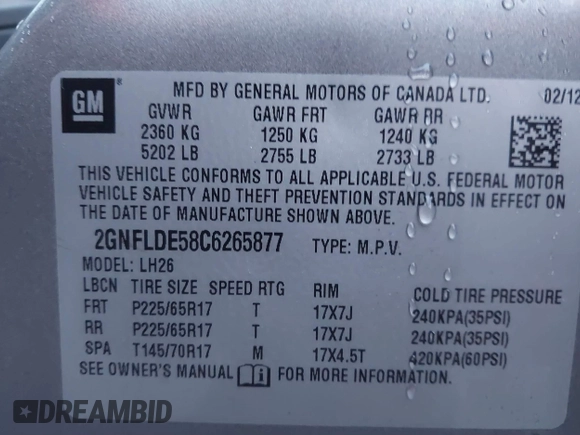 GM ®
MFD BY GENERAL MOTORS OF CANADA LTD. 02/12
GVWR GAWR FRT GAWR RR
2360 KG 1250 KG 1240 KG
5202 LB 2755 LB 2733 LB
THIS VEHICLE CONFORMS TO ALL APPLICABLE U.S. FEDERAL MOTOR
VEHICLE SAFETY AND THEFT PREVENTION STANDARDS IN EFFECT ON
THE DATE OF MANUFACTURE SHOWN ABOVE.
2GNFLDE58C6265877 TYPE: M.P.V.
MODEL: LH26
LBCN TIRE SIZE SPEED RTG RIM COLD TIRE PRESSURE
FRT P225/65R17 T 17X7J 240KPA(35PSI)
RR P225/65R17 T 17X7J 240KPA(35PSI)
SPA T145/70R17 M 17X4.5T 420KPA(60PSI)
SEE OWNER'S MANUAL FOR MORE INFORMATION.
DREAMBID